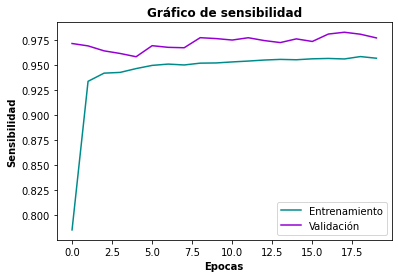 Gráfico de sensibilidad
0.975
0.950
0.925
0.900
0.875
0.850
0.825
0.800
Sensibilidad
Entrenamiento
Validación
0.0 2.5 5.0 7.5 10.0 12.5 15.0 17.5
Epocas